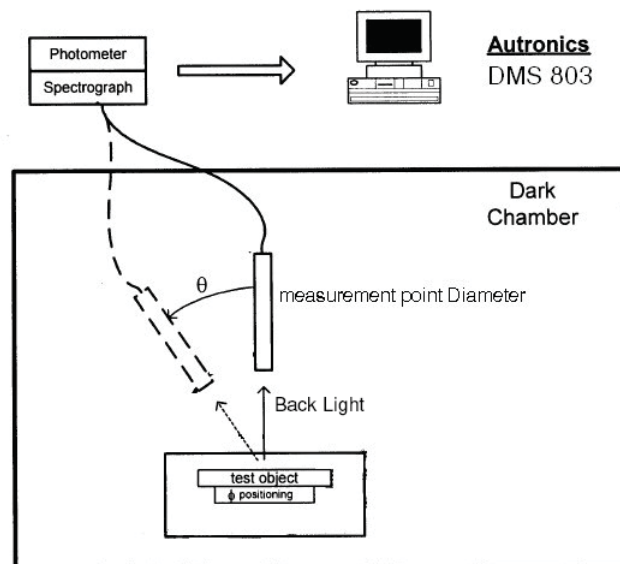 Photometer
Spectrograph
Autronics
DMS 803
Dark
Chamber
θ
measurement point Diameter
Back Light
test object
ϕ positioning